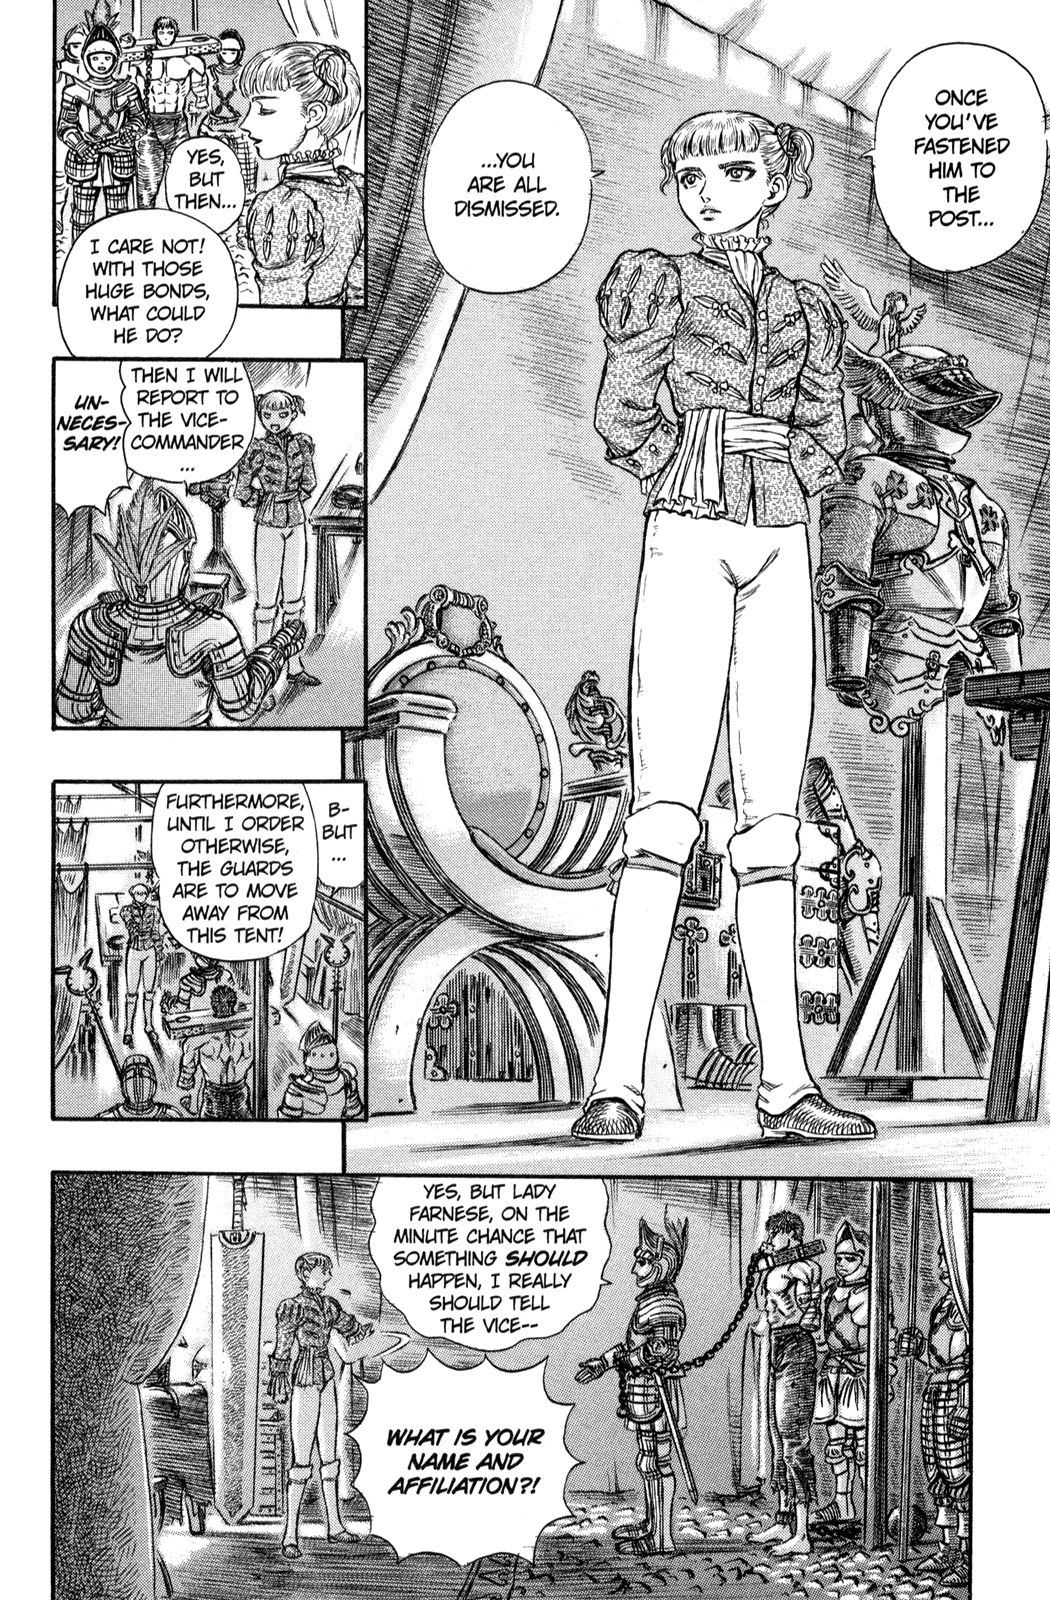 ONCE
YOU'VE
FASTENED
HIM TO
THE
POST...
...YOU
ARE ALL
DISMISSED.
YES,
BUT
THEN...
I CARE NOT!
WITH THOSE
HUGE BONDS,
WHAT COULD
HE DO?
THEN I WILL
REPORT TO
THE VICE-
COMMANDER
...
UN-
NECES-
SARY!
B-
BUT
...
FURTHERMORE,
UNTIL I ORDER
OTHERWISE,
THE GUARDS
ARE TO MOVE
AWAY FROM
THIS TENT!
YES, BUT LADY
FARNESE, ON THE
MINUTE CHANCE THAT
SOMETHING SHOULD
HAPPEN, I REALLY
SHOULD TELL
THE VICE--
WHAT IS YOUR
NAME AND
AFFILIATION?!